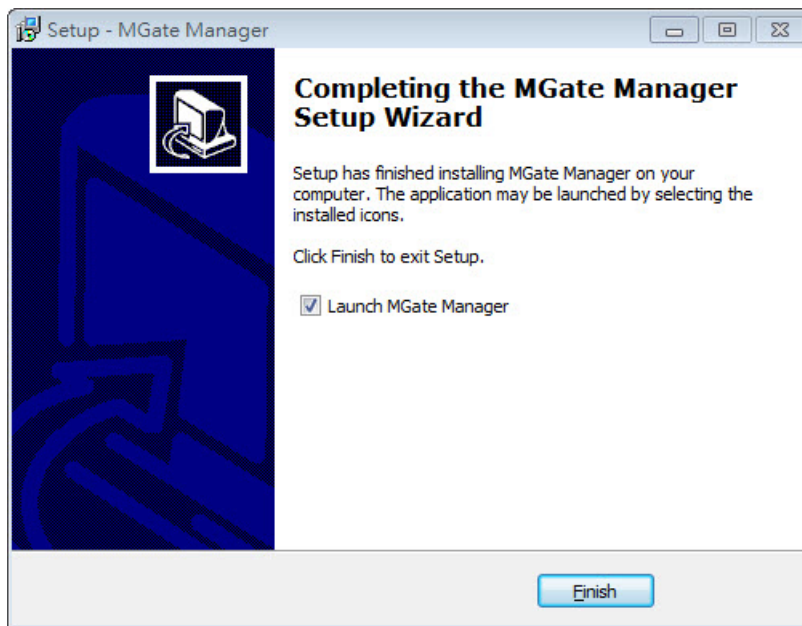 Setup - MGate Manager
Completing the MGate Manager
Setup Wizard
Setup has finished installing MGate Manager on your
computer. The application may be launched by selecting the
installed icons.
Click Finish to exit Setup.
Launch MGate Manager
Finish